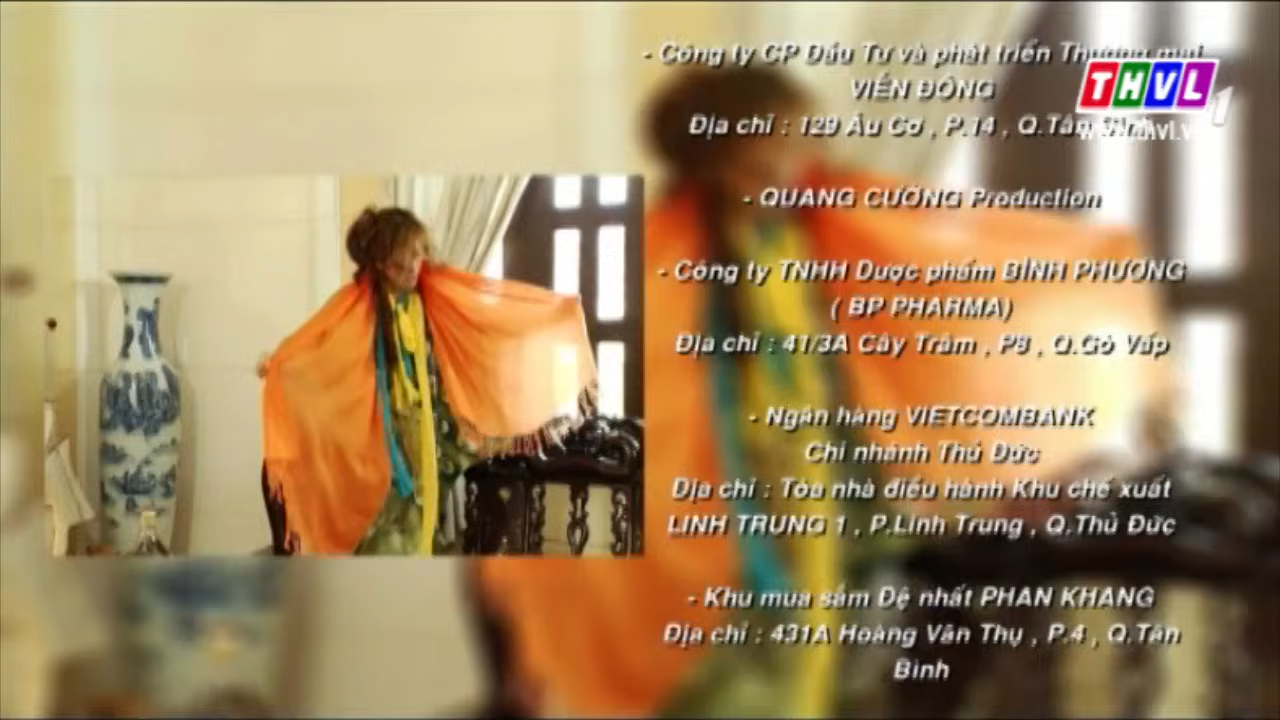 - Công ty CP Đầu Tư và phát triển Thương mại
VIỄN ĐÔNG
Địa chỉ : 129 Âu Cơ , P.14 , Q.Tân Bình
THVL1
www.thvl.vn
- QUANG CƯỜNG Production
- Công ty TNHH Dược phẩm BÌNH PHƯƠNG
( BP PHARMA)
Địa chỉ : 41/3A Cây Trâm , P8 , Q.Gò Vấp
- Ngân hàng VIETCOMBANK
Chi nhánh Thủ Đức
Địa chỉ : Tòa nhà điều hành Khu chế xuất
LINH TRUNG 1 , P.Linh Trung , Q.Thủ Đức
- Khu mua sắm Đệ nhất PHAN KHANG
Địa chỉ : 431A Hoàng Văn Thụ , P.4 , Q.Tân
Bình